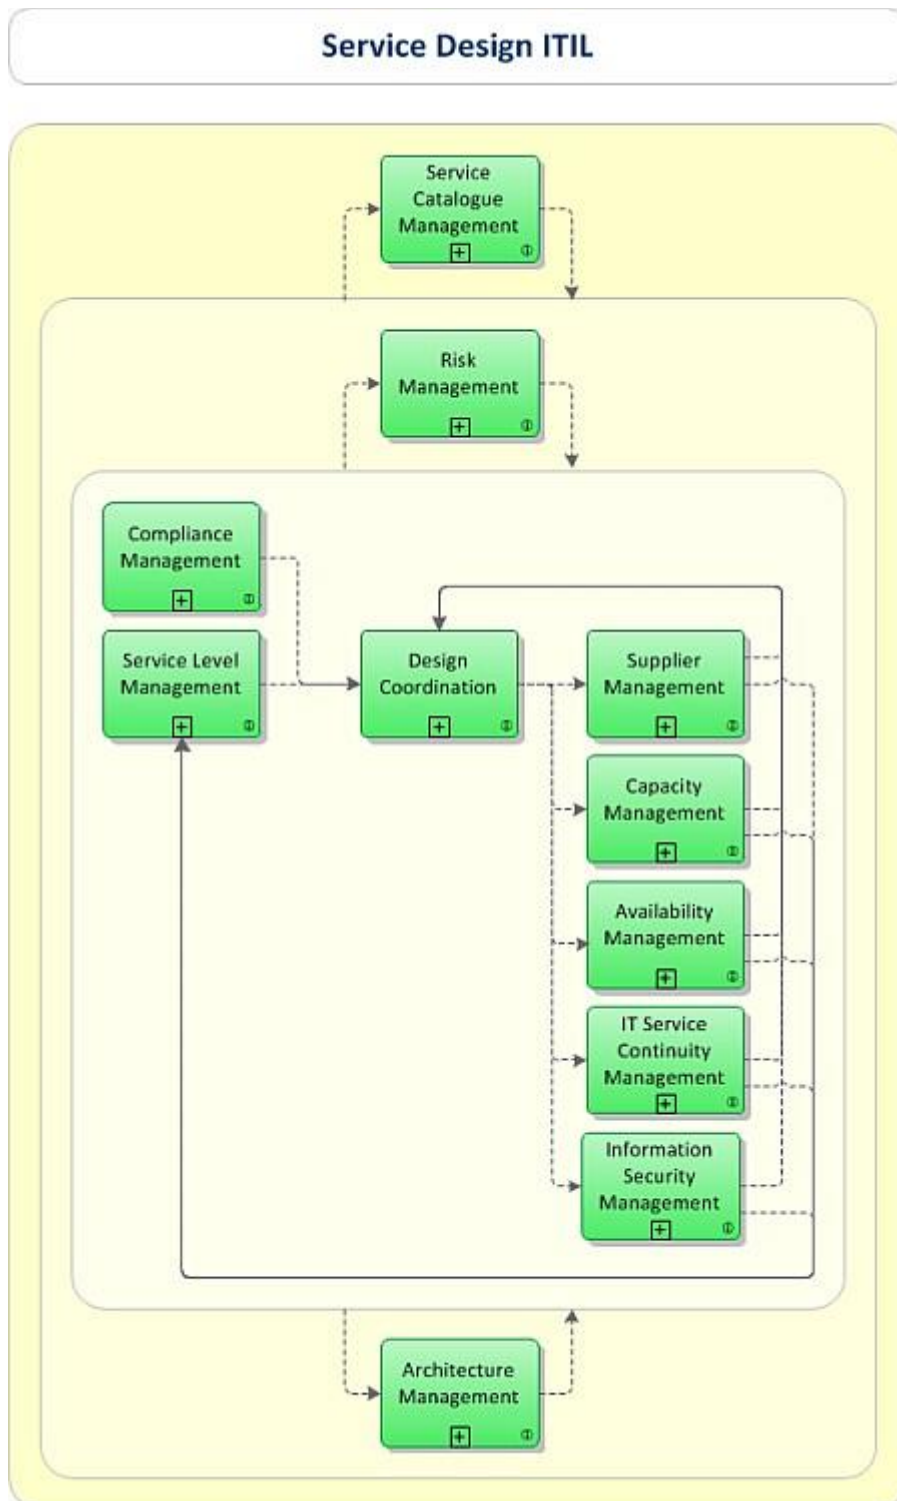 Service Design ITIL
Service
Catalogue
Management
Risk
Management
Compliance
Management
Service Level
Management
Design
Coordination
Supplier
Management
Capacity
Management
Availability
Management
IT Service
Continuity
Management
Information
Security
Management
Architecture
Management